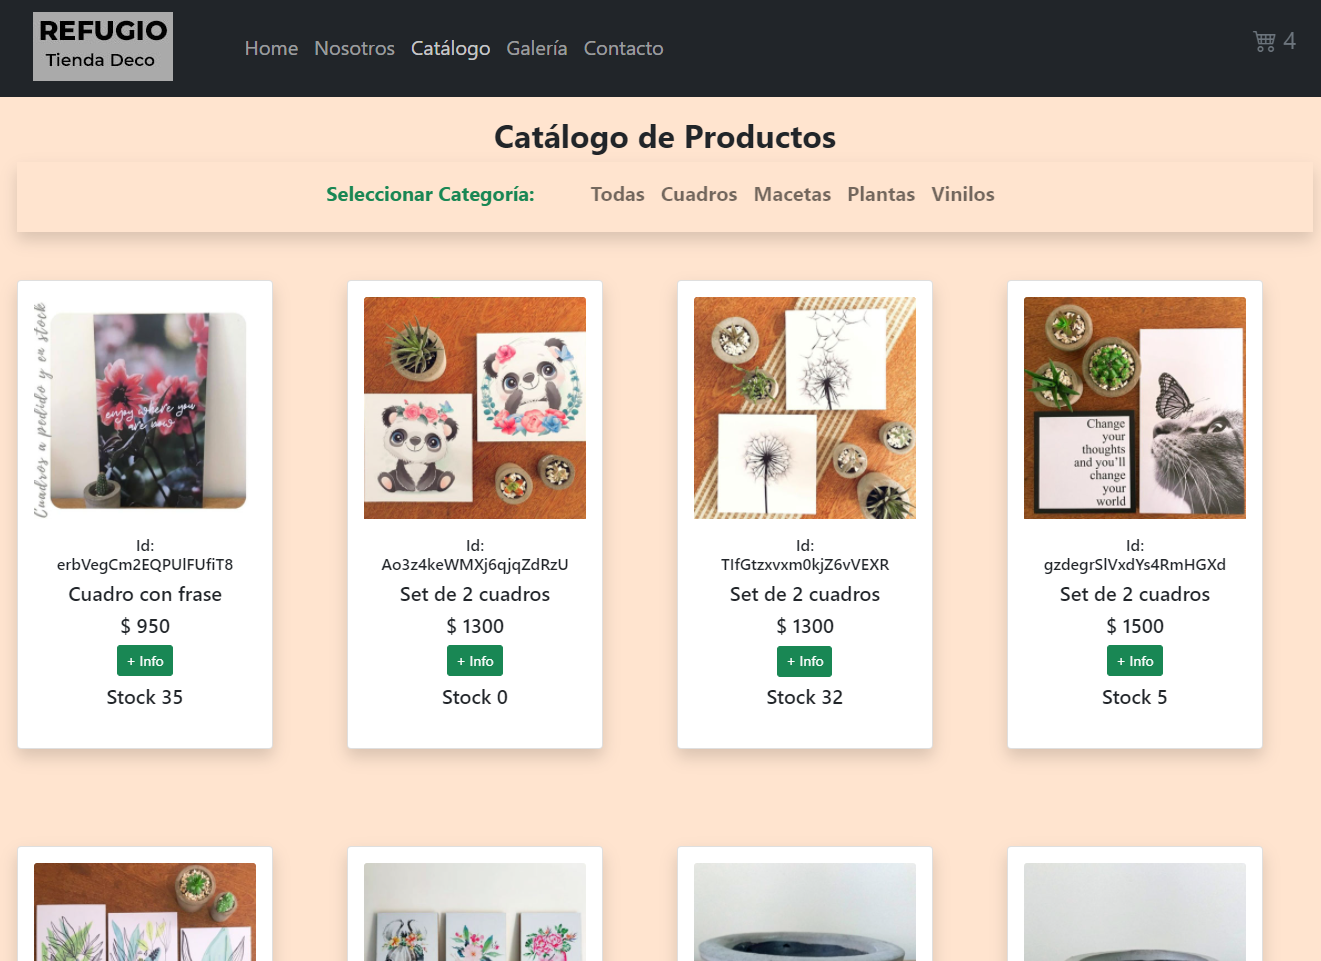 REFUGIO
Tienda Deco
Home Nosotros Catálogo Galería Contacto
4
Catálogo de Productos
Seleccionar Categoría: Todas Cuadros Macetas Plantas Vinilos
Cuadros a pedido y en stock
enjoy where you
are now
Id:
erbVegCm2EQPUlFUfiT8
Cuadro con frase
$ 950
+ Info
Stock 35
Id:
Ao3z4keWMXj6qjqZdRzU
Set de 2 cuadros
$ 1300
+ Info
Stock 0
Id:
TIfGtzxvxm0kjZ6vVEXR
Set de 2 cuadros
$ 1300
+ Info
Stock 32
Change
your
thoughts
and you'll
change
your
world
Id:
gzdegrSlVxdYs4RmHGXd
Set de 2 cuadros
$ 1500
+ Info
Stock 5